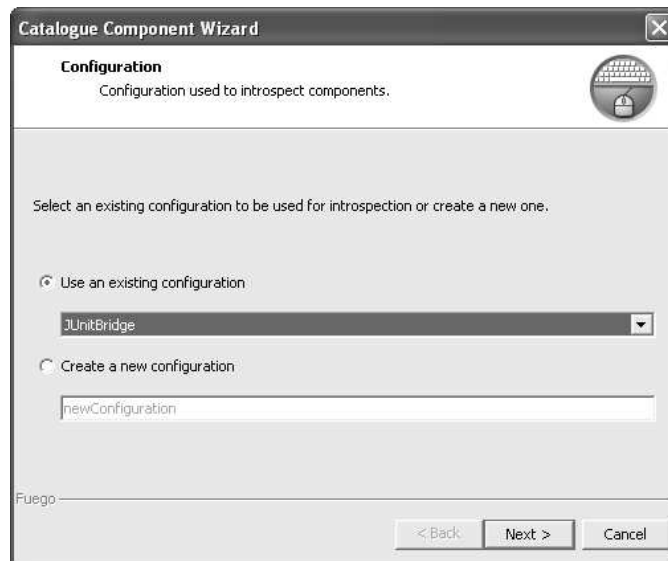 Catalogue Component Wizard
Configuration
Configuration used to introspect components.
Select an existing configuration to be used for introspection or create a new one.
Use an existing configuration
JUnitBridge
Create a new configuration
newConfiguration
Fuego
< Back
Next >
Cancel